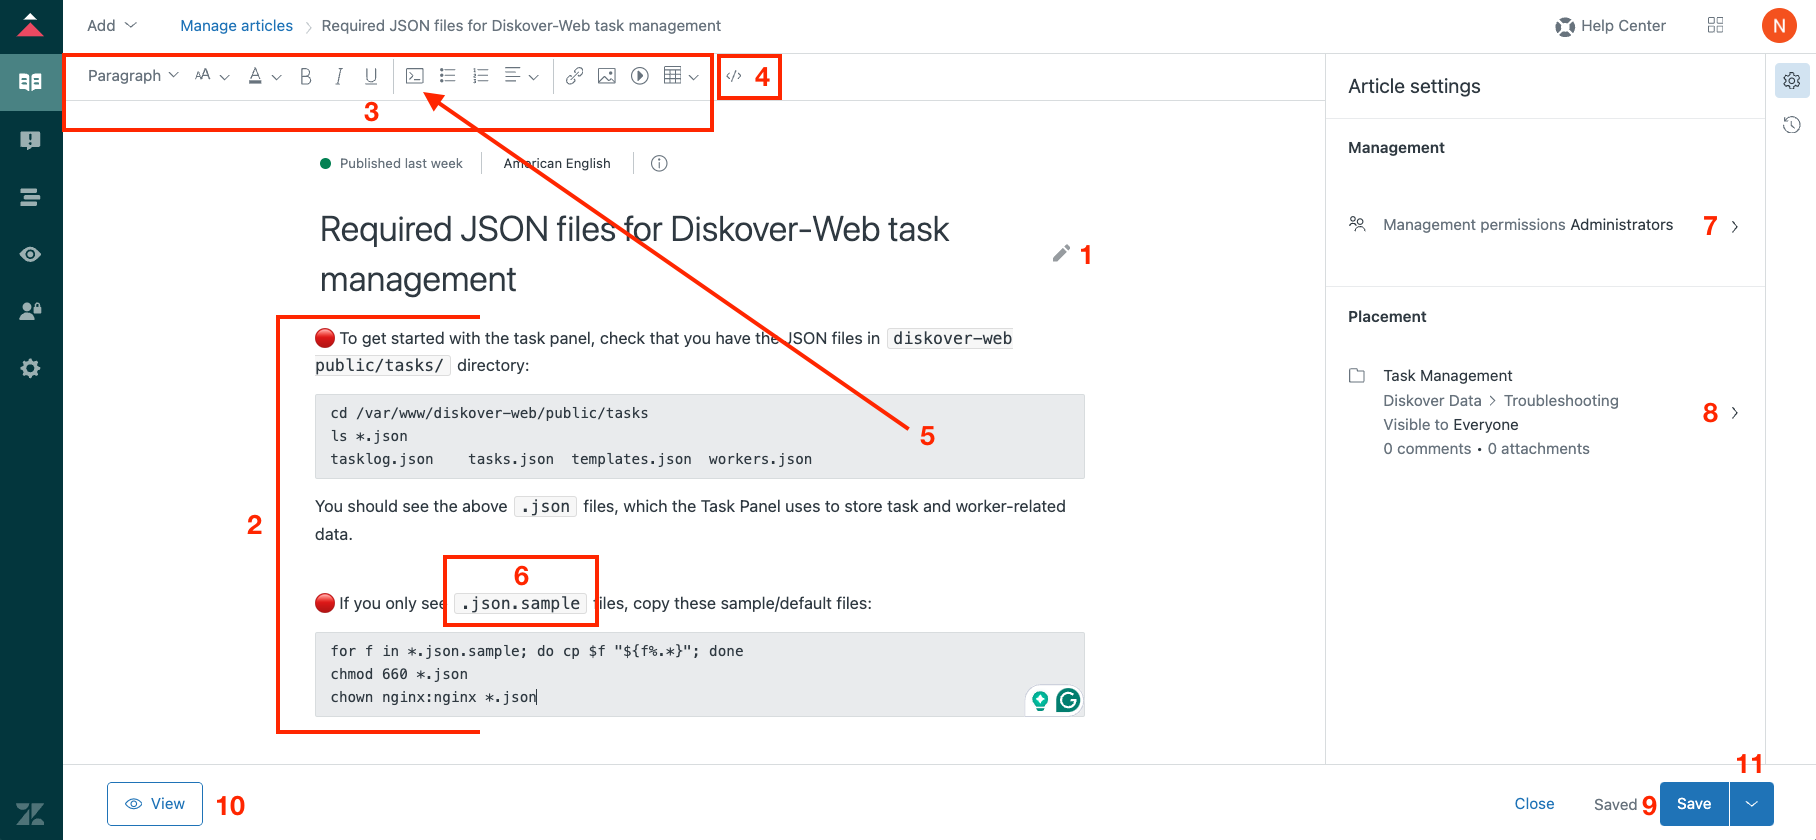 Add
Manage articles
Required JSON files for Diskover-Web task management
Help Center
N
Paragraph
AA
A
B
I
U
</>
4
3
Published last week
American English
Required JSON files for Diskover-Web task
management
1
To get started with the task panel, check that you have the JSON files in diskover-web
public/tasks/ directory:
cd /var/www/diskover-web/public/tasks
ls *.json
tasklog.json    tasks.json  templates.json  workers.json
5
You should see the above .json files, which the Task Panel uses to store task and worker-related
data.
2
6
If you only see .json.sample files, copy these sample/default files:
for f in *.json.sample; do cp $f "${f%.*}"; done
chmod 660 *.json
chown nginx:nginx *.json
G
Article settings
Management
Management permissions Administrators
7
Placement
Task Management
Diskover Data > Troubleshooting
Visible to Everyone
0 comments • 0 attachments
8
View
10
Close
Saved
9
Save
11